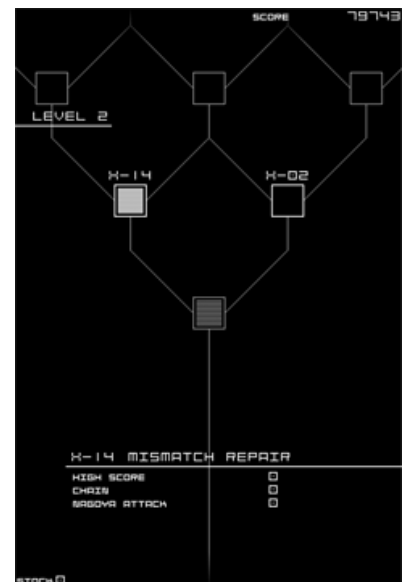 SCORE 79743
LEVEL 2
X-14 X-02
X-14 MISMATCH REPAIR
HIGH SCORE 0
CHAIN 0
NAGOYA ATTACK 0
STOCK 0